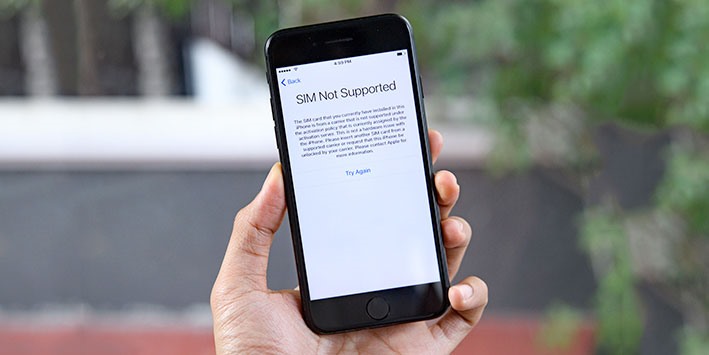 4:33 PM
Back
SIM Not Supported
The SIM card that you currently have installed in this
iPhone is from a carrier that is not supported under
the activation policy that is currently assigned by the
activation server. This is not a hardware issue with
the iPhone. Please insert another SIM card from a
supported carrier or request that this iPhone be
unlocked by your carrier. Please contact Apple for
more information.
Try Again